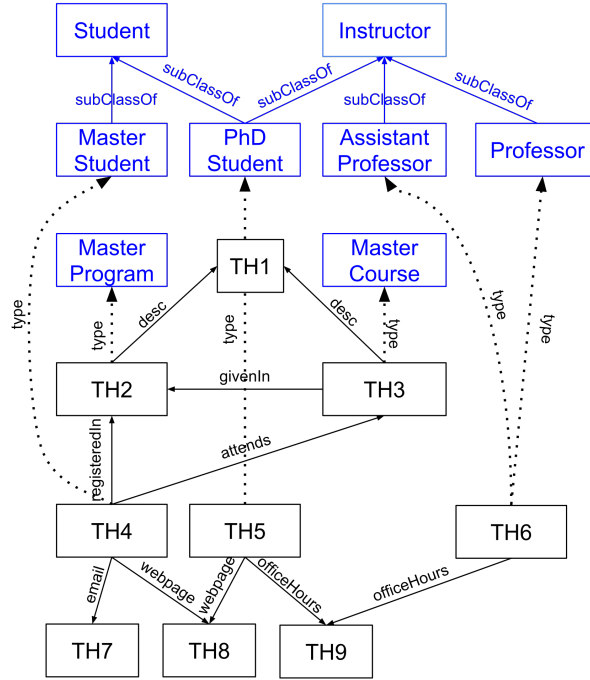 Student
Instructor
subClassOf
subClassOf
subClassOf
subClassOf
subClassOf
Master
Student
PhD
Student
Assistant
Professor
Professor
Master
Program
TH1
Master
Course
type
type
desc
type
desc
type
type
type
TH2
givenIn
TH3
registeredIn
attends
TH4
TH5
TH6
email
webpage
webpage
officeHours
officeHours
TH7
TH8
TH9